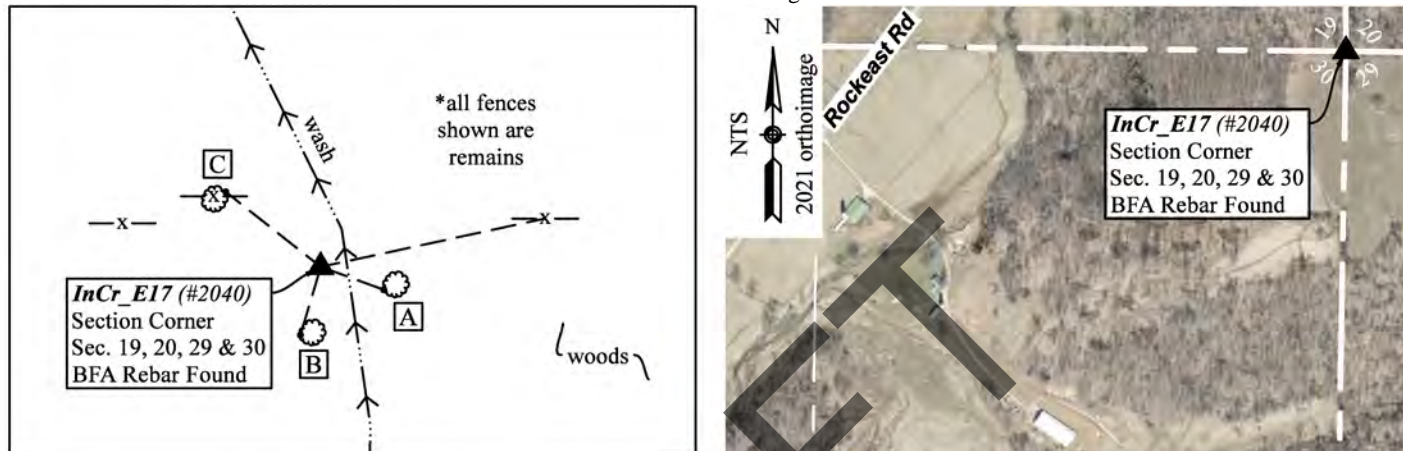 *all fences
shown are
remains
wash
C
x
x
x
InCr_E17 (#2040)
Section Corner
Sec. 19, 20, 29 & 30
BFA Rebar Found
A
B
woods
N
NTS
2021 orthoimage
Rockeast Rd
19 20
30 29
InCr_E17 (#2040)
Section Corner
Sec. 19, 20, 29 & 30
BFA Rebar Found
ET